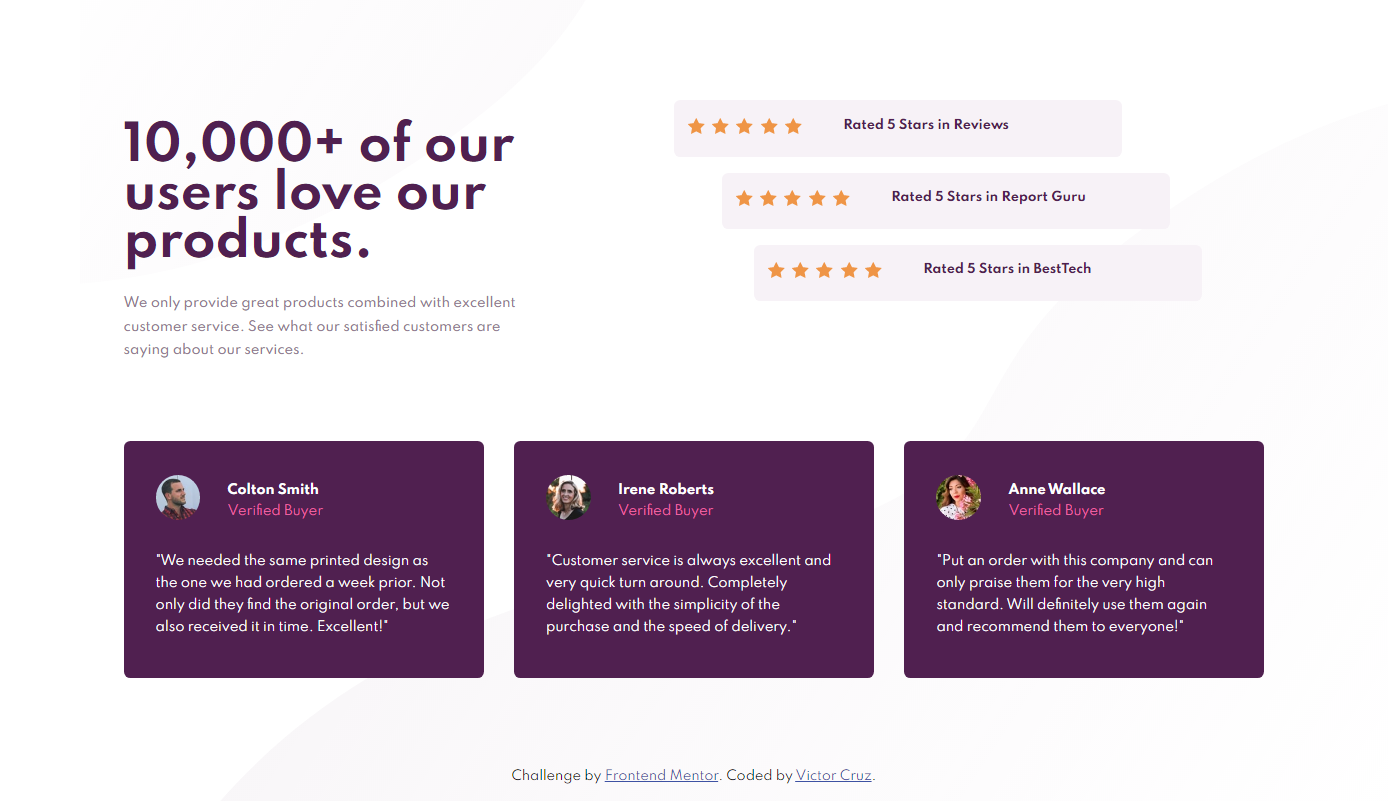 10,000+ of our
users love our
products.
We only provide great products combined with excellent
customer service. See what our satisfied customers are
saying about our services.
Rated 5 Stars in Reviews
Rated 5 Stars in Report Guru
Rated 5 Stars in BestTech
Colton Smith
Verified Buyer
"We needed the same printed design as
the one we had ordered a week prior. Not
only did they find the original order, but we
also received it in time. Excellent!"
Irene Roberts
Verified Buyer
"Customer service is always excellent and
very quick turn around. Completely
delighted with the simplicity of the
purchase and the speed of delivery."
Anne Wallace
Verified Buyer
"Put an order with this company and can
only praise them for the very high
standard. Will definitely use them again
and recommend them to everyone!"
Challenge by Frontend Mentor. Coded by Victor Cruz.